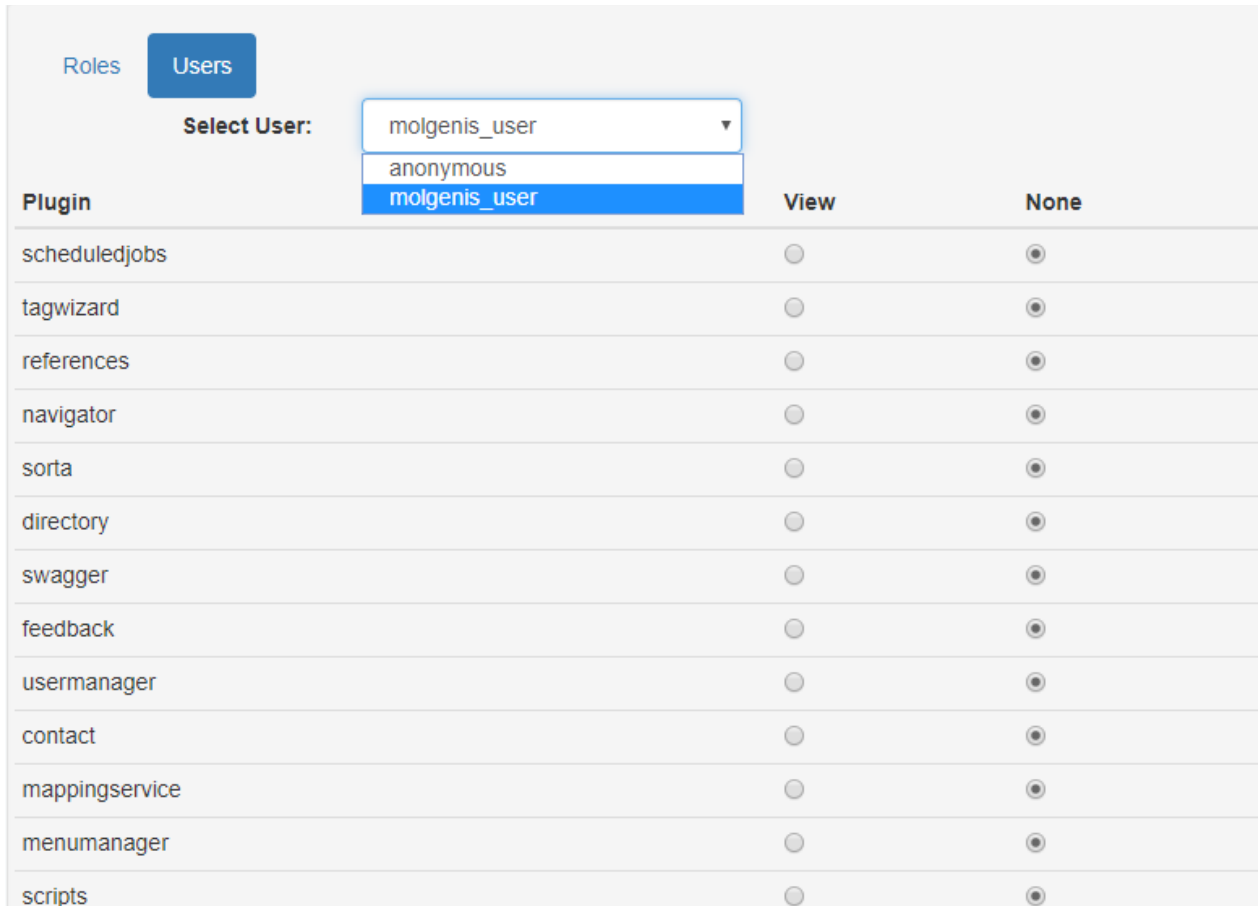 Roles Users
Select User: molgenis_user
anonymous
molgenis_user
Plugin View None
scheduledjobs
tagwizard
references
navigator
sorta
directory
swagger
feedback
usermanager
contact
mappingservice
menumanager
scripts